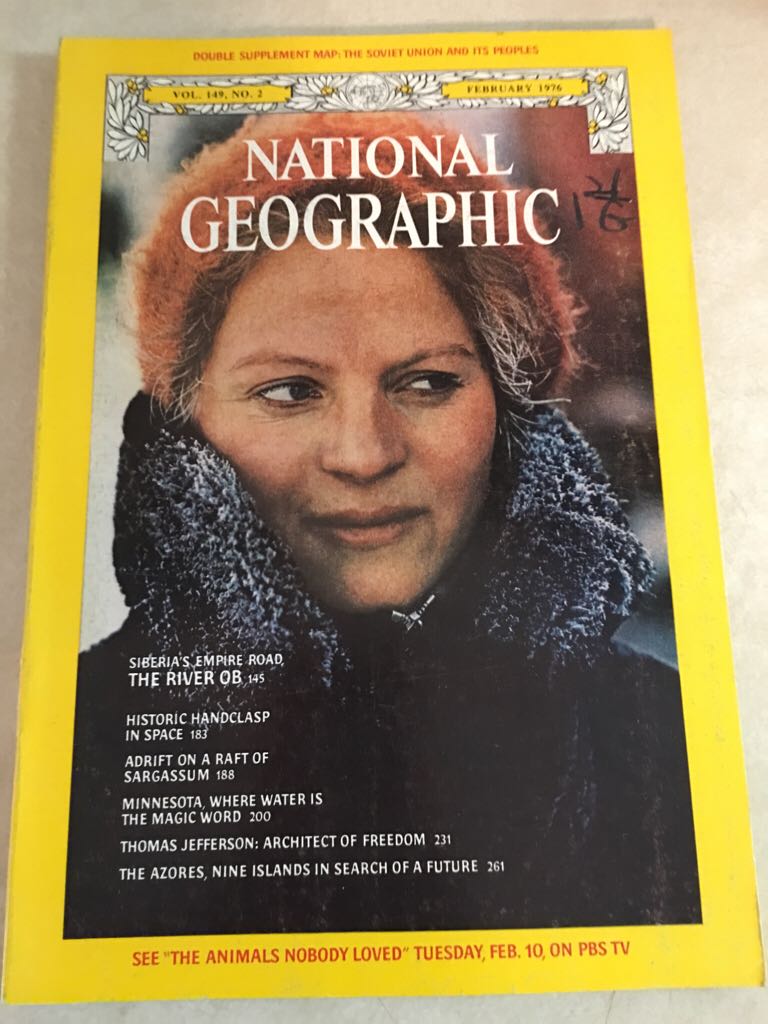 DOUBLE SUPPLEMENT MAP: THE SOVIET UNION AND ITS PEOPLES
VOL. 149, NO. 2
FEBRUARY 1976
NATIONAL
GEOGRAPHIC
SIBERIA'S EMPIRE ROAD,
THE RIVER OB 145
HISTORIC HANDCLASP
IN SPACE 183
ADRIFT ON A RAFT OF
SARGASSUM 188
MINNESOTA, WHERE WATER IS
THE MAGIC WORD 200
THOMAS JEFFERSON: ARCHITECT OF FREEDOM 231
THE AZORES, NINE ISLANDS IN SEARCH OF A FUTURE 261
SEE "THE ANIMALS NOBODY LOVED" TUESDAY, FEB. 10, ON PBS TV